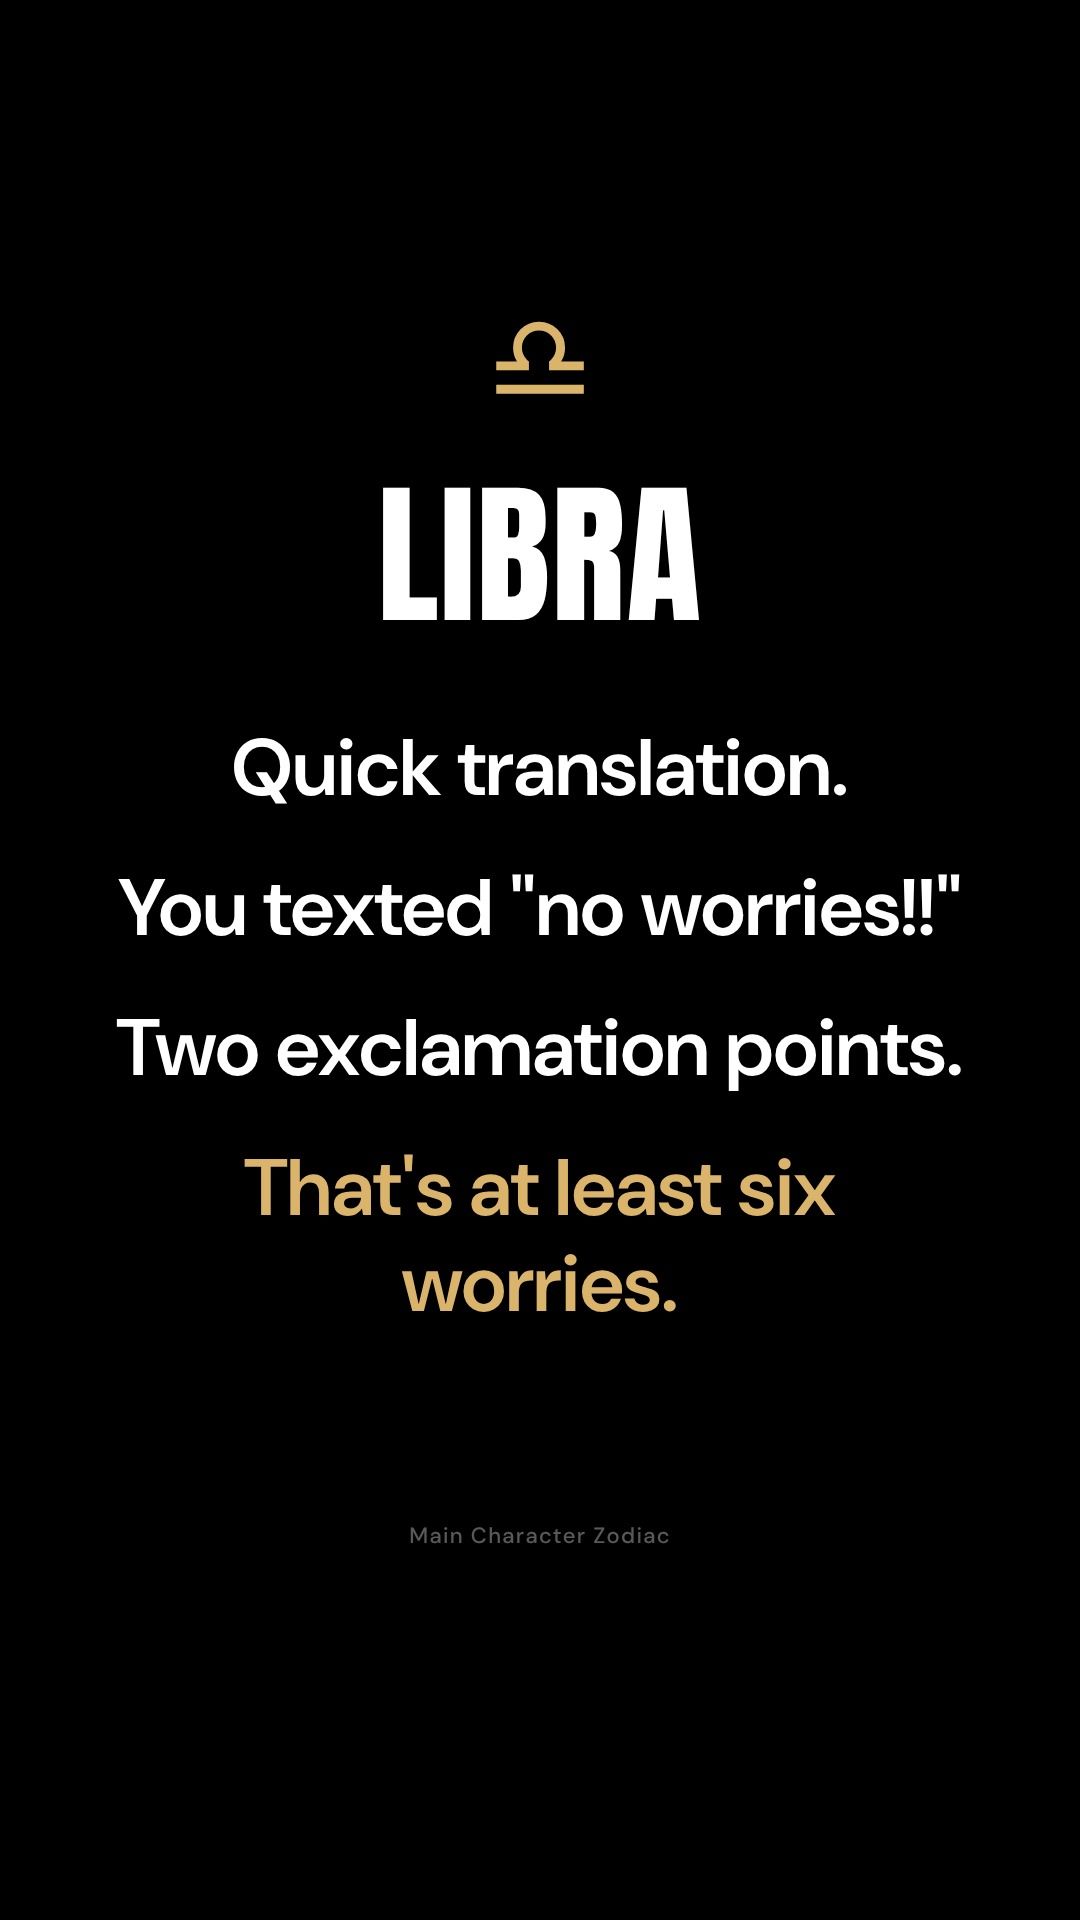 ♎
LIBRA
Quick translation.
You texted "no worries!!"
Two exclamation points.
That's at least six
worries.
Main Character Zodiac